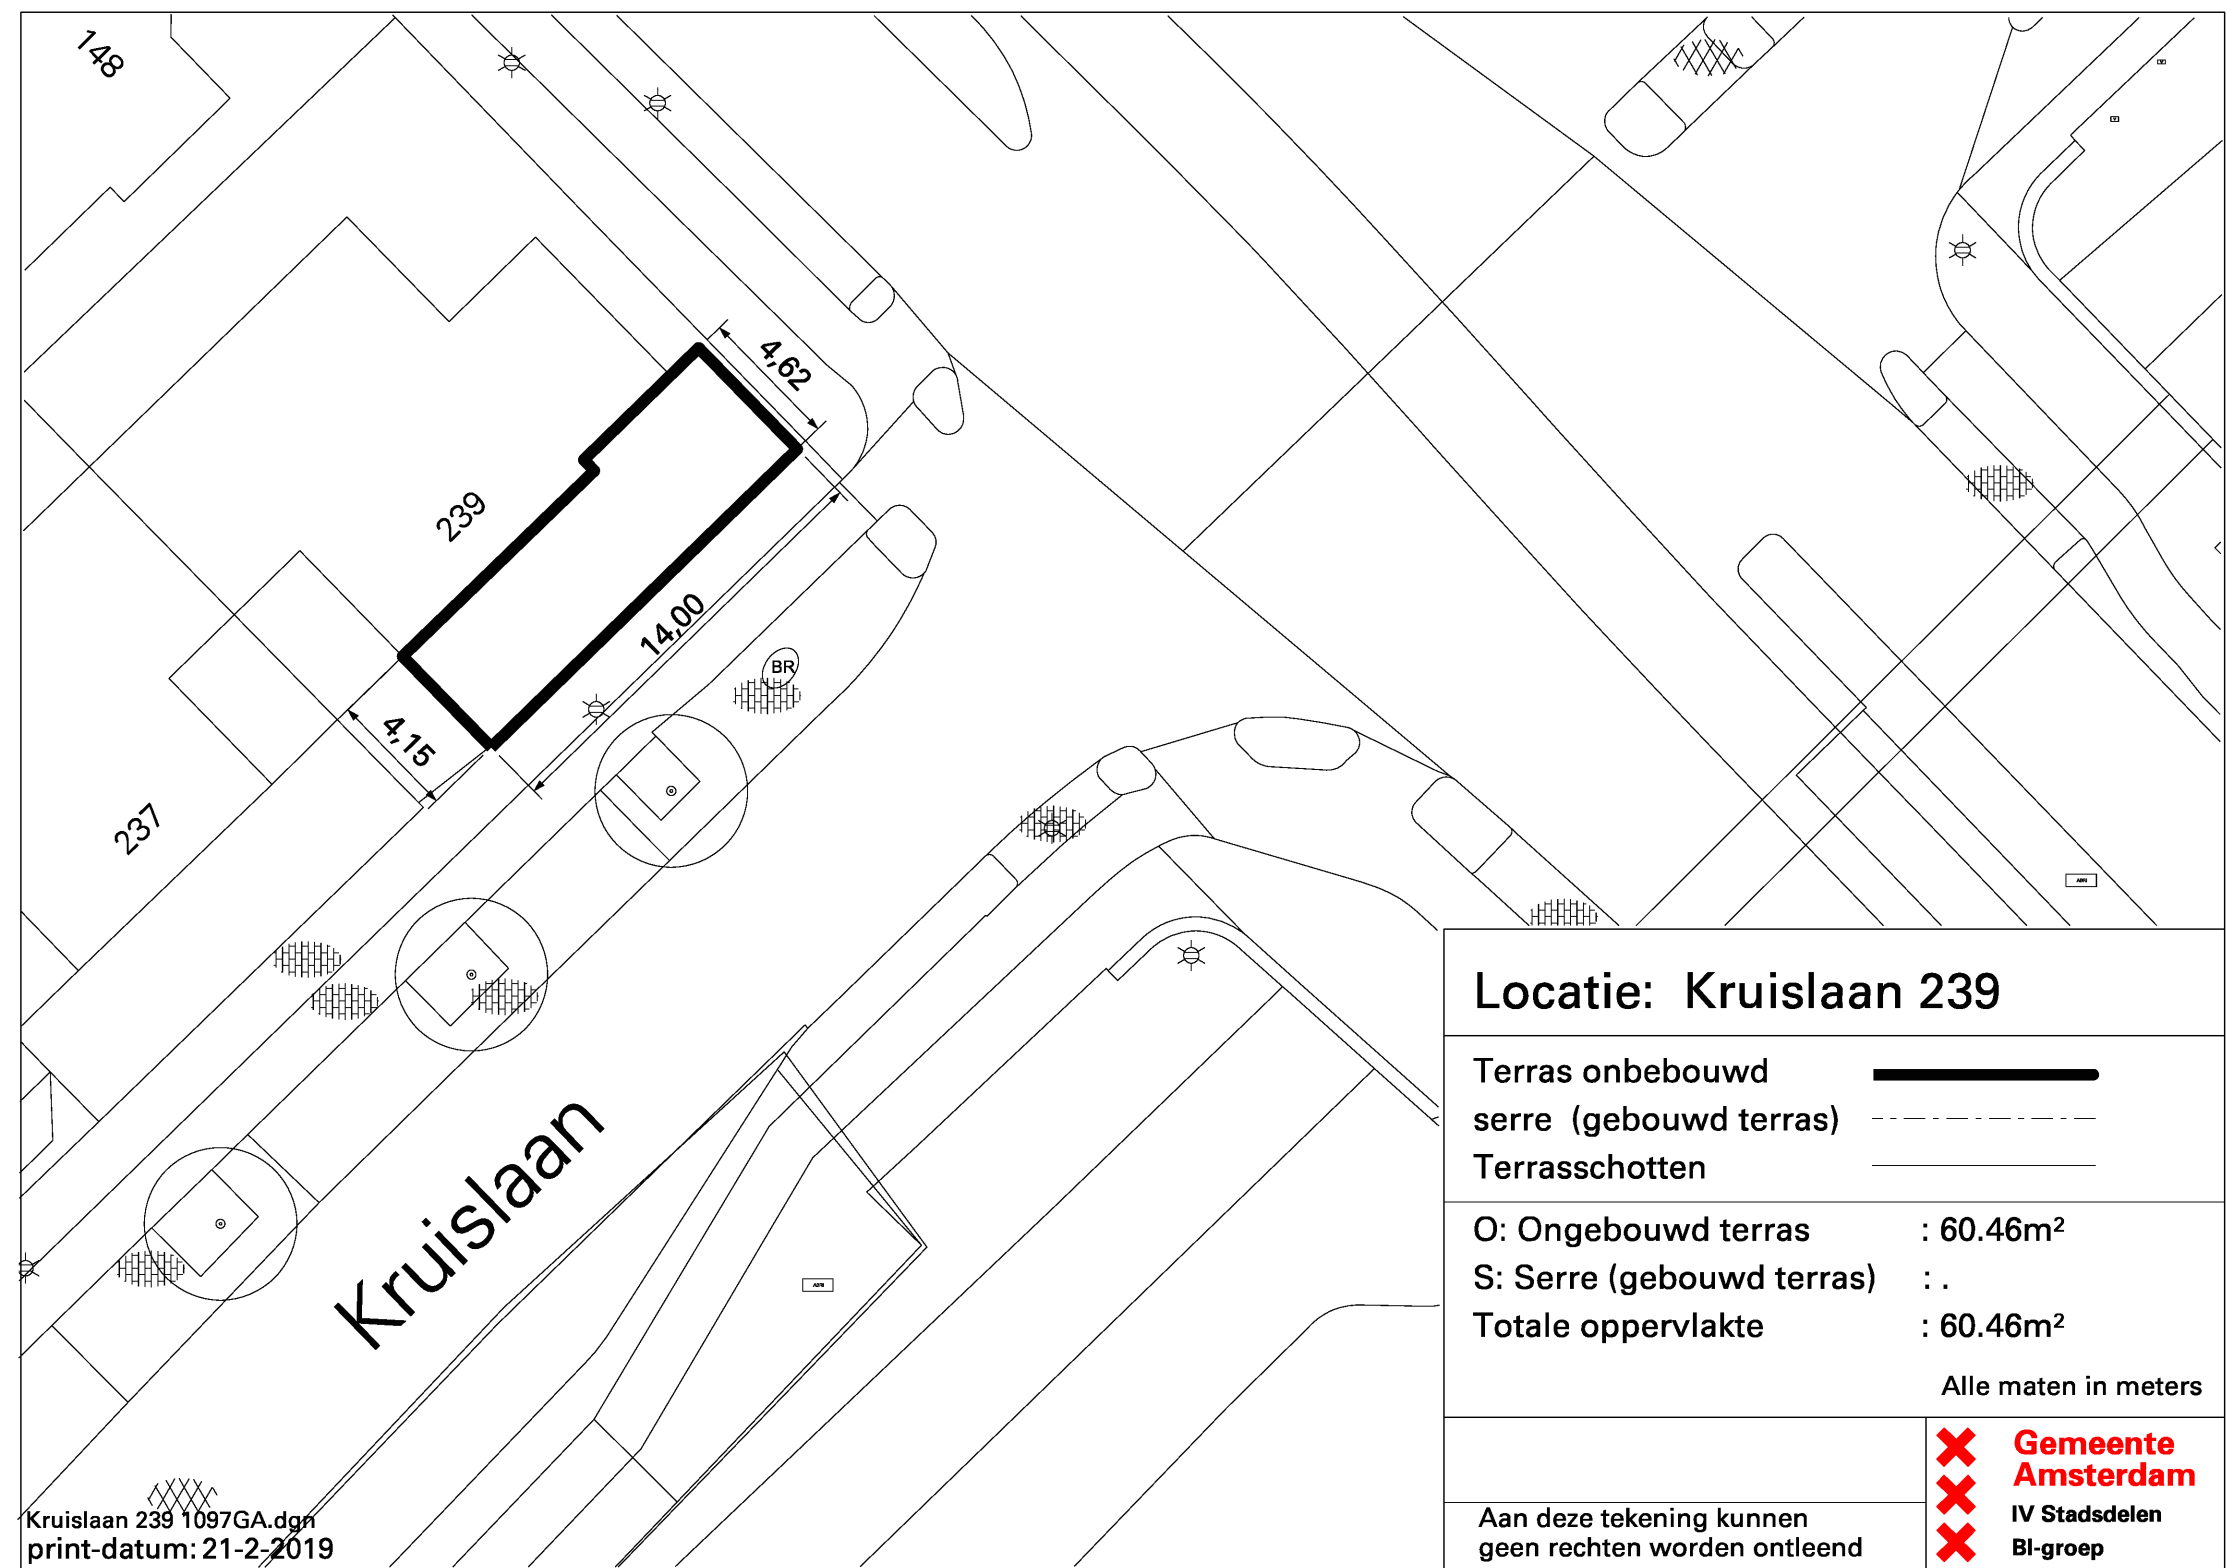 148
4,62
239
14,00
BR
4,15
237
Kruislaan
Locatie: Kruislaan 239
Terras onbebouwd
serre (gebouwd terras)
Terrasschotten
O: Ongebouwd terras : 60.46m²
S: Serre (gebouwd terras) : .
Totale oppervlakte : 60.46m²
Alle maten in meters
Gemeente
Amsterdam
IV Stadsdelen
BI-groep
Aan deze tekening kunnen
geen rechten worden ontleend
Kruislaan 239 1097GA.dgn
print-datum: 21-2-2019